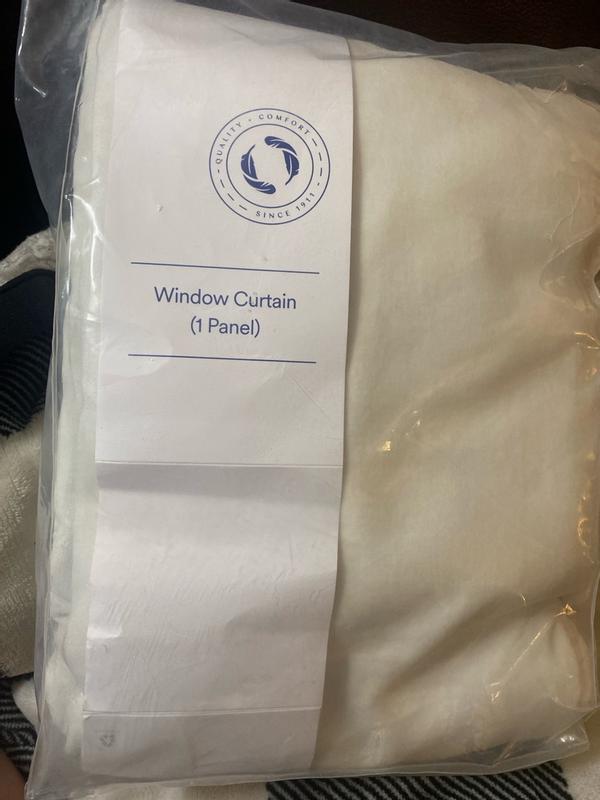 QUALITY • COMFORT
SINCE 1911
Window Curtain
(1 Panel)